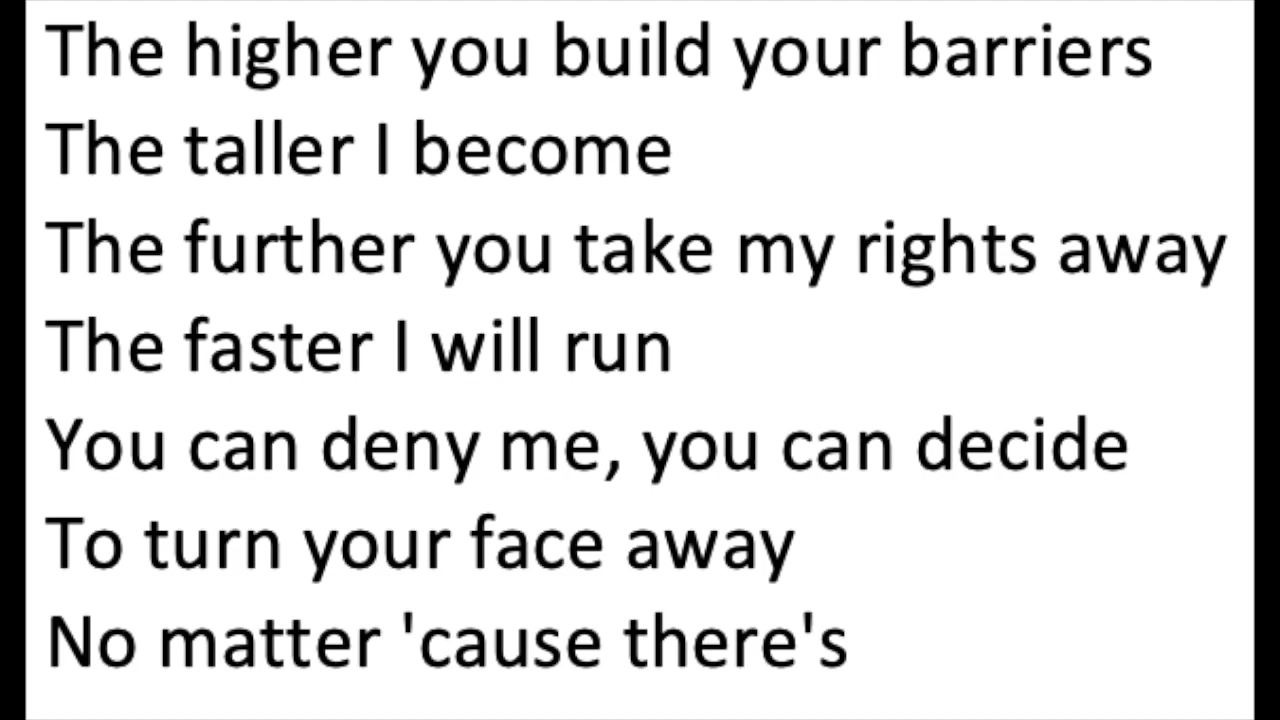 The higher you build your barriers
The taller I become
The further you take my rights away
The faster I will run
You can deny me, you can decide
To turn your face away
No matter 'cause there's